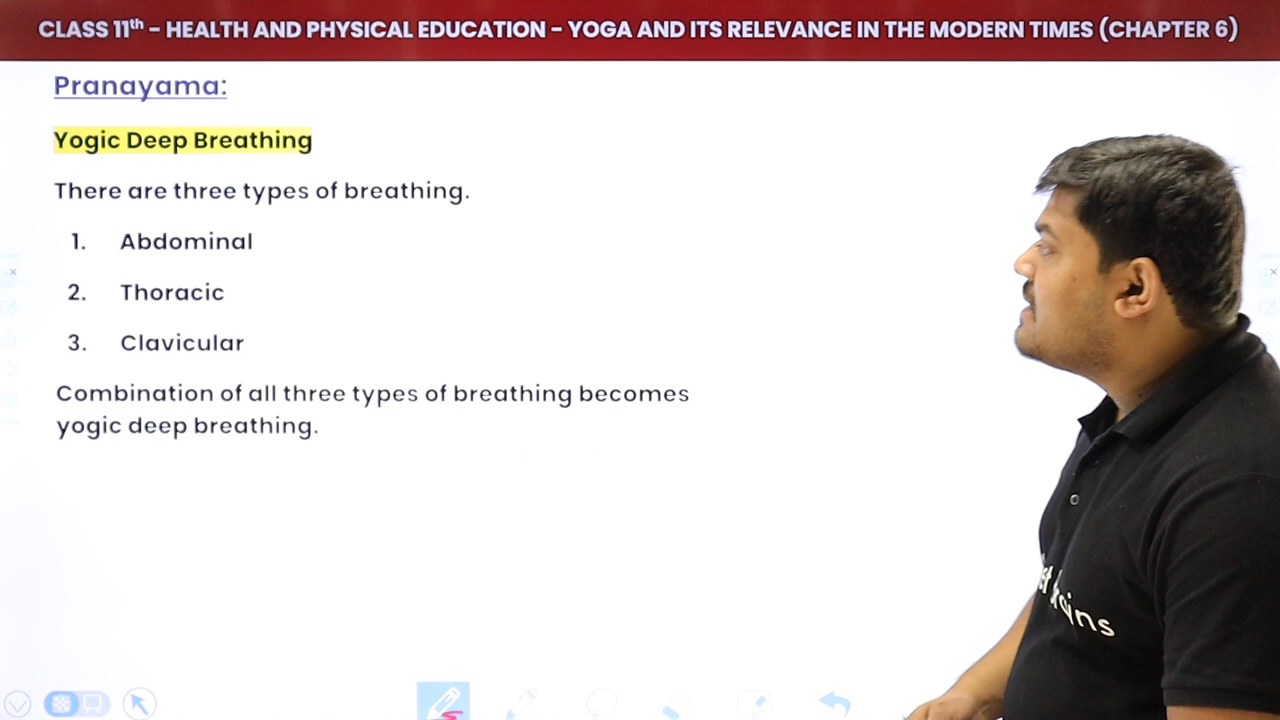 CLASS 11th - HEALTH AND PHYSICAL EDUCATION - YOGA AND ITS RELEVANCE IN THE MODERN TIMES (CHAPTER 6)
Pranayama:
Yogic Deep Breathing
There are three types of breathing.
1. Abdominal
2. Thoracic
3. Clavicular
Combination of all three types of breathing becomes
yogic deep breathing.